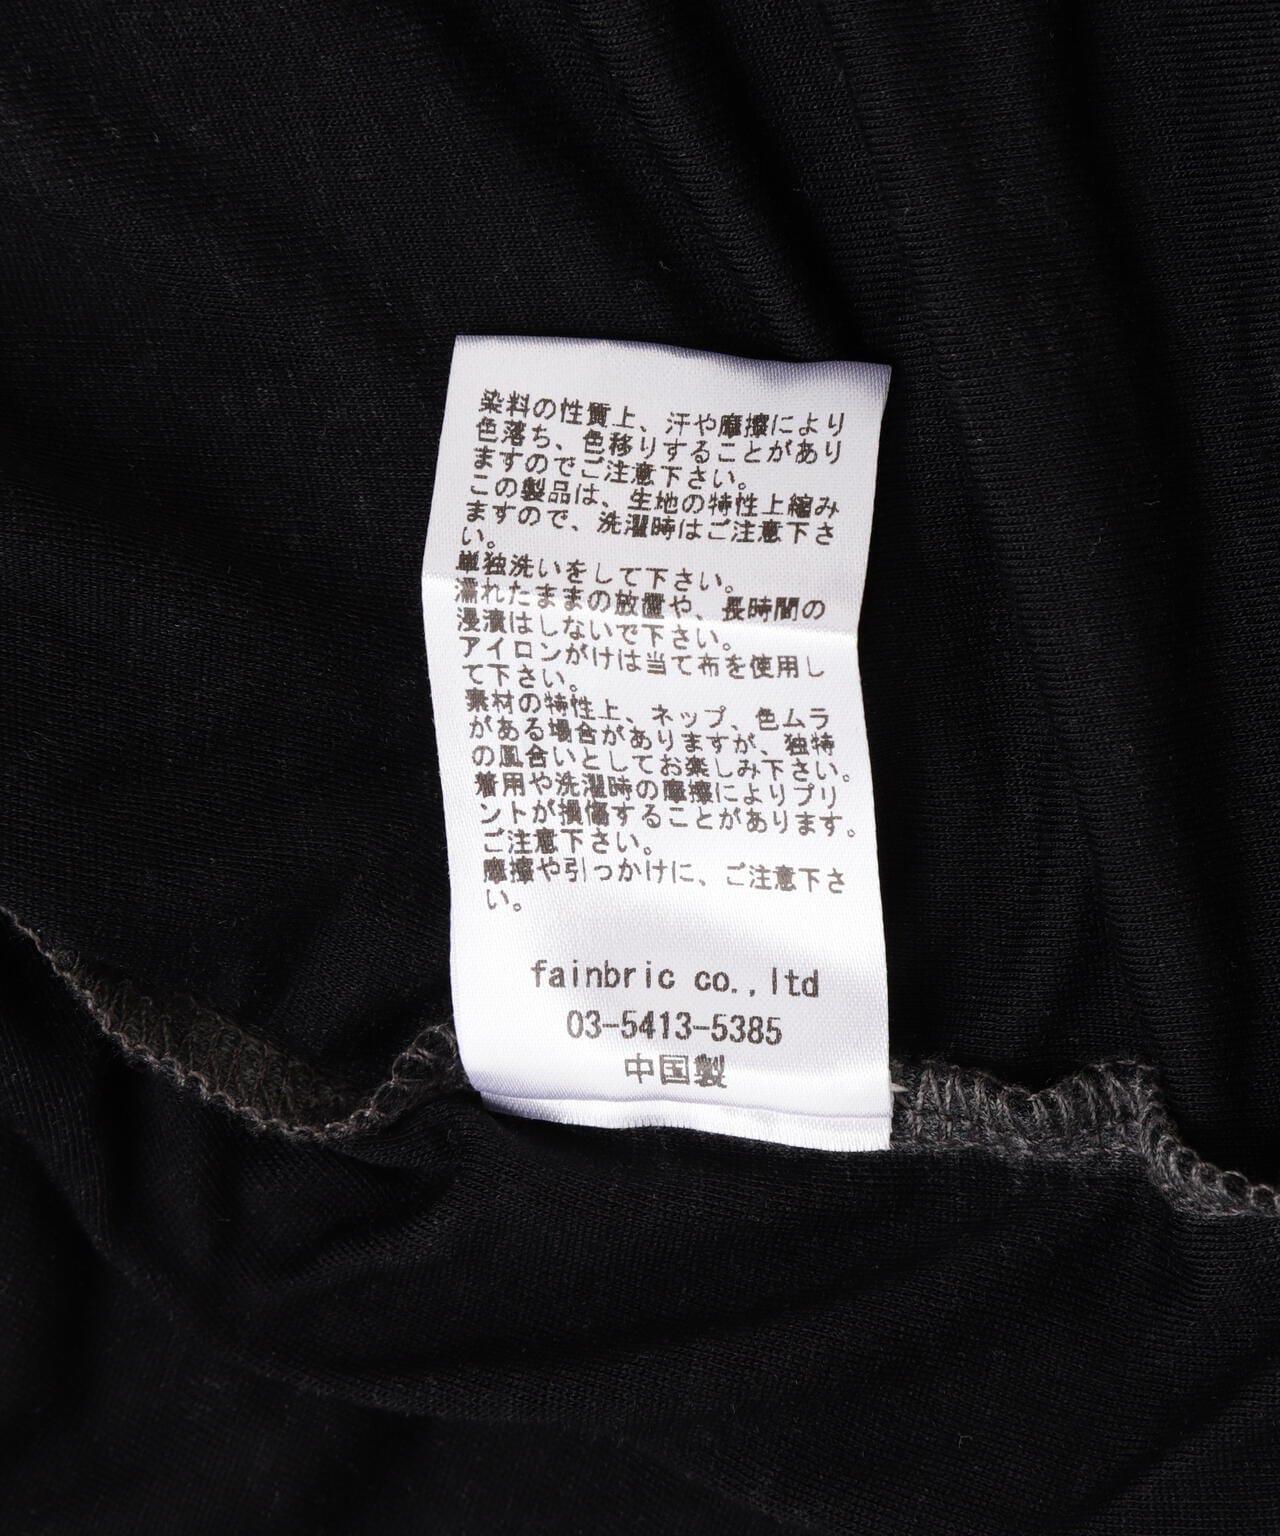 染料の性質上、汗や摩擦により
色落ち、色移りすることがあり
ますのでご注意下さい。
この製品は、生地の特性上縮み
ますので、洗濯時はご注意下さ
い。
単独洗いをして下さい。
濡れたままの放置や、長時間の
浸漬はしないで下さい。
アイロンがけは当て布を使用し
て下さい。
素材の特性上、ネップ、色ムラ
がある場合がありますが、独特
の風合いとしてお楽しみ下さい。
着用や洗濯時の摩擦によりプリ
ントが損傷することがあります。
ご注意下さい。
摩擦や引っかけに、ご注意下さ
い。
fainbric co.,ltd
03-5413-5385
中国製